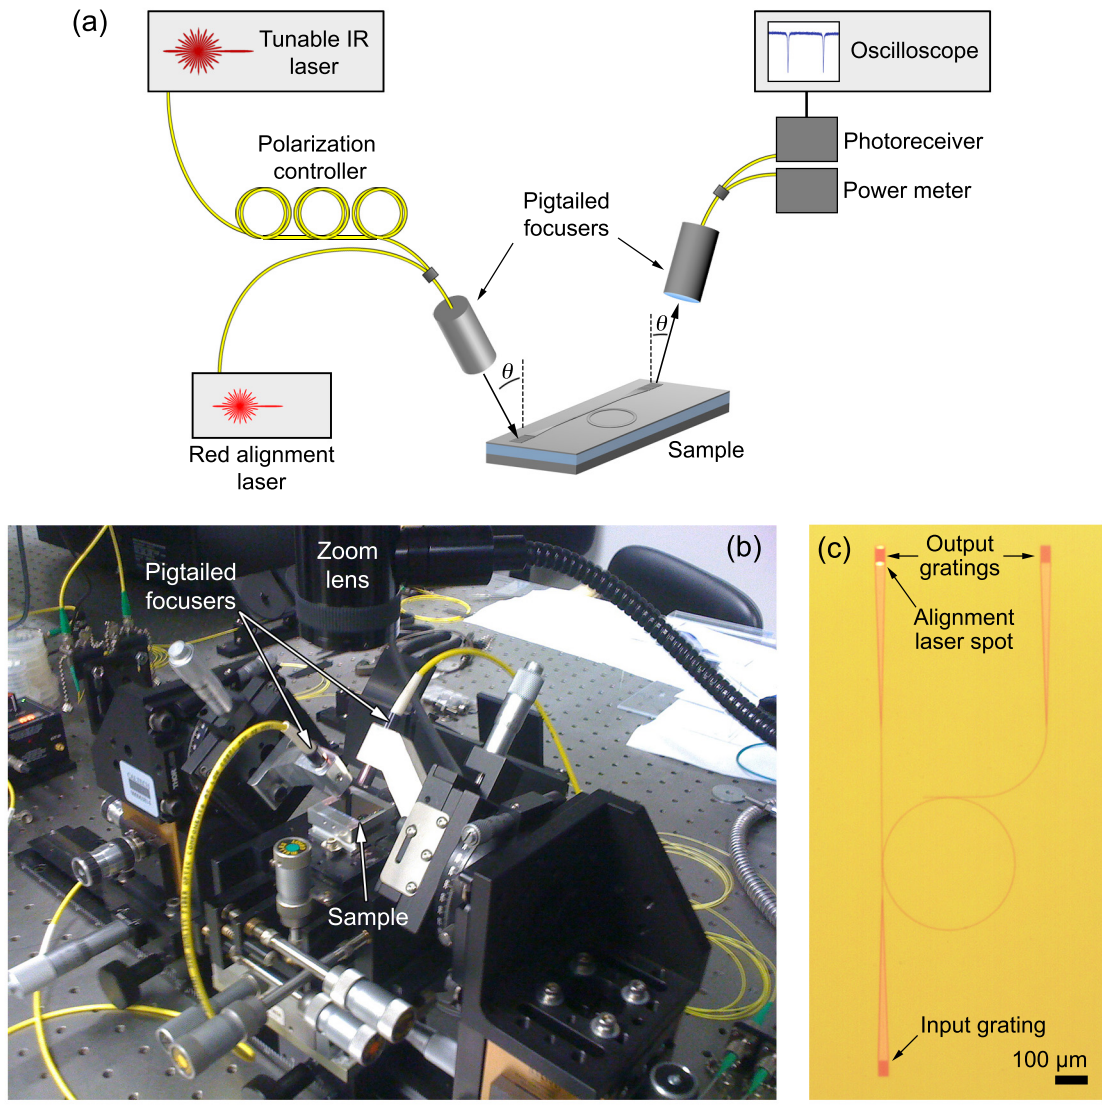 (a)
Tunable IR
laser
Oscilloscope
Photoreceiver
Power meter
Polarization
controller
Pigtailed
focusers
θ
θ
Sample
Red alignment
laser
(b)
Zoom
lens
Pigtailed
focusers
Sample
(c)
Output
gratings
Alignment
laser spot
Input grating
100 μm